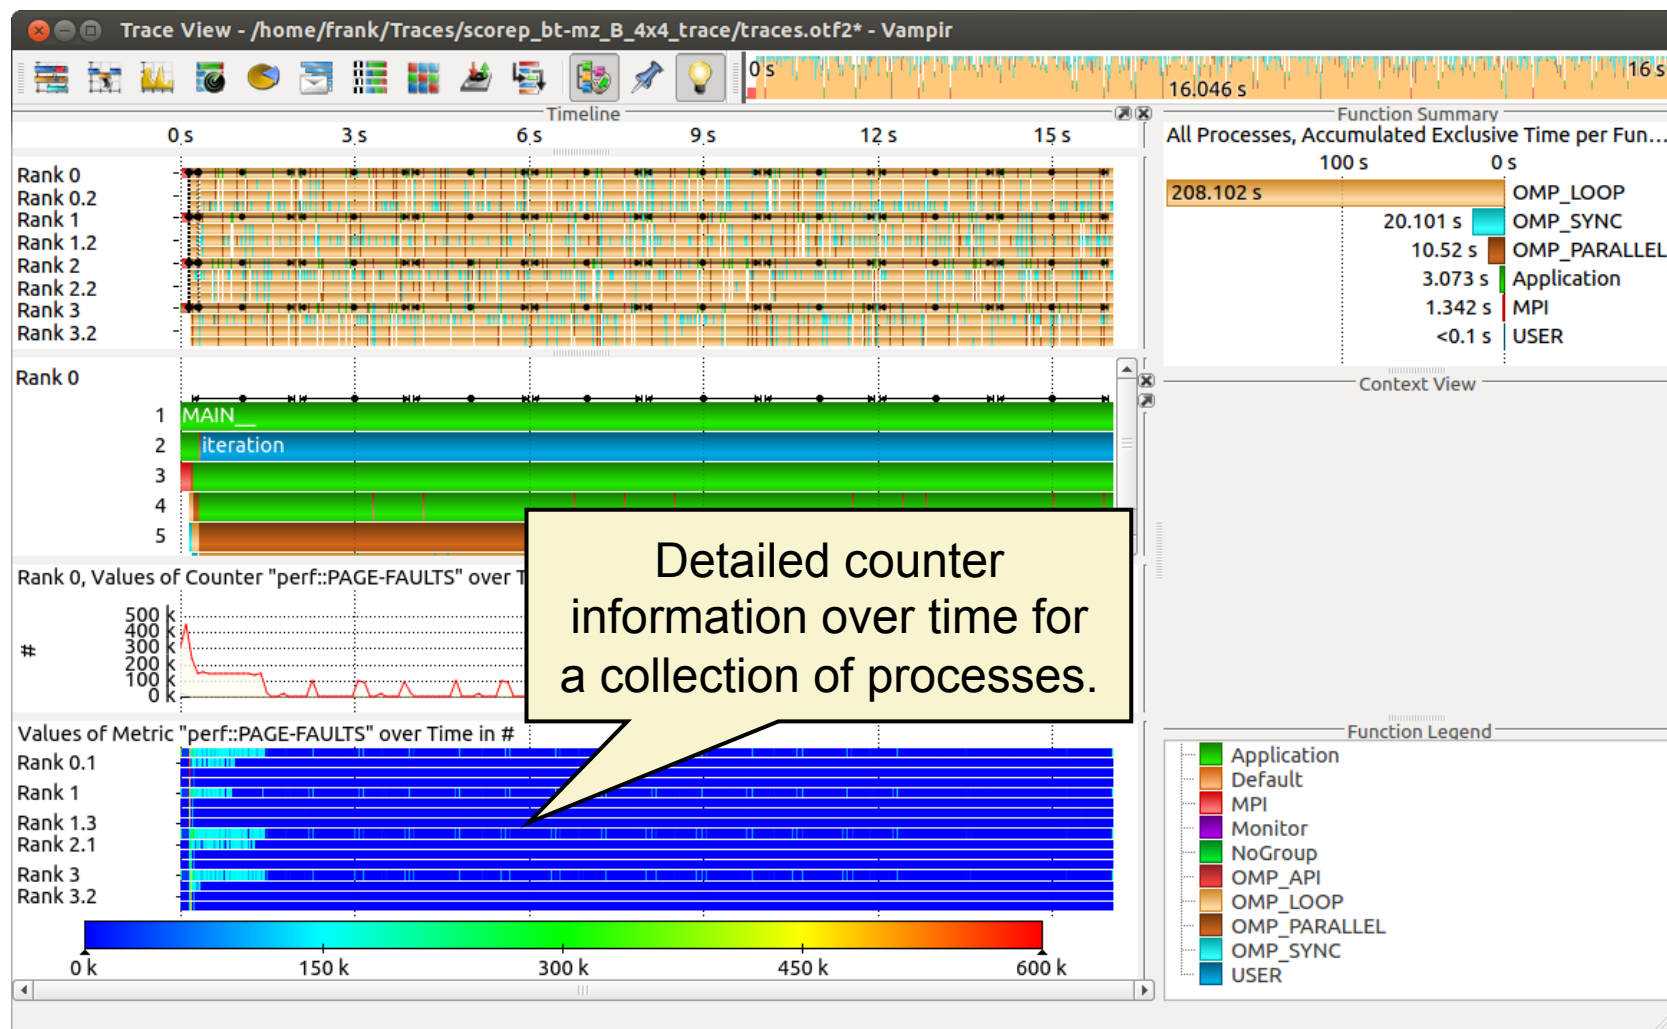 Trace View - /home/frank/Traces/scorep_bt-mz_B_4x4_trace/traces.otf2* - Vampir
0 s
16 s
16.046 s
Timeline
0 s 3 s 6 s 9 s 12 s 15 s
Rank 0
Rank 0.2
Rank 1
Rank 1.2
Rank 2
Rank 2.2
Rank 3
Rank 3.2
Function Summary
All Processes, Accumulated Exclusive Time per Fun...
100 s 0 s
208.102 s OMP_LOOP
20.101 s OMP_SYNC
10.52 s OMP_PARALLEL
3.073 s Application
1.342 s MPI
<0.1 s USER
Rank 0
1 MAIN__
2 iteration
3
4
5
Context View
Rank 0, Values of Counter "perf::PAGE-FAULTS" over T
500 k
400 k
300 k
200 k
100 k
0 k
#
Detailed counter
information over time for
a collection of processes.
Values of Metric "perf::PAGE-FAULTS" over Time in #
Rank 0.1
Rank 1
Rank 1.3
Rank 2.1
Rank 3
Rank 3.2
0 k 150 k 300 k 450 k 600 k
Function Legend
Application
Default
MPI
Monitor
NoGroup
OMP_API
OMP_LOOP
OMP_PARALLEL
OMP_SYNC
USER